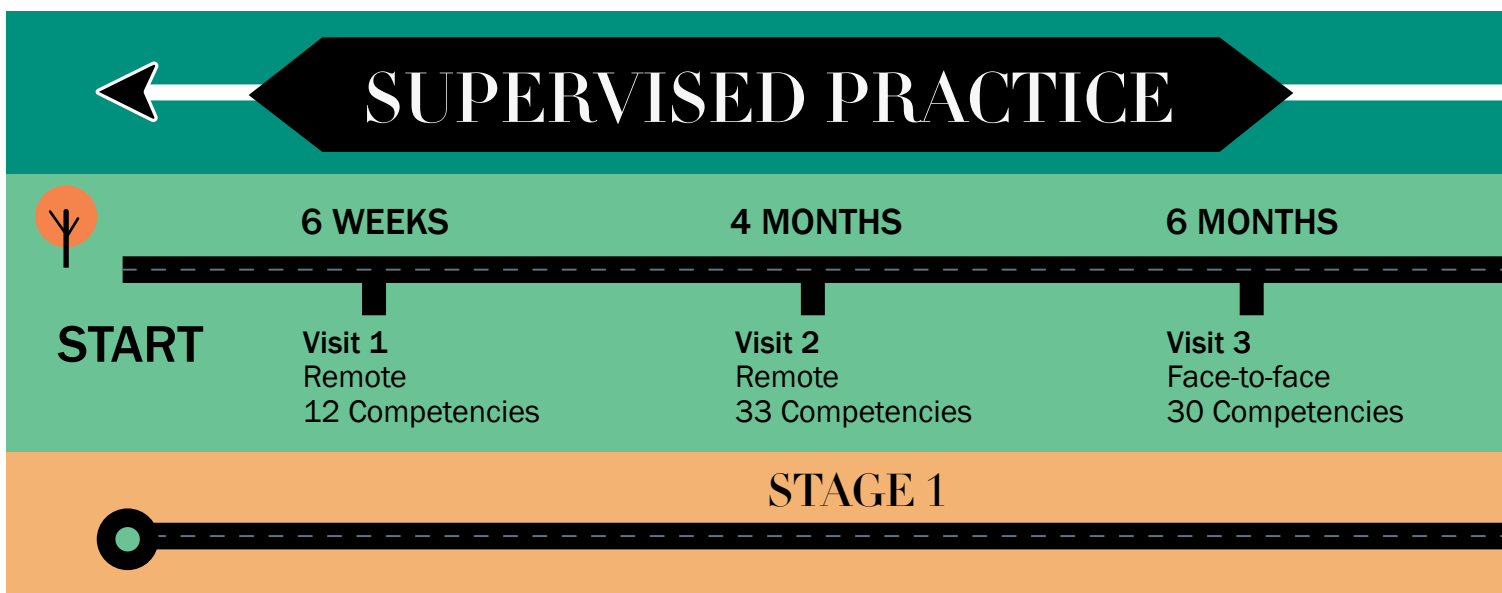 SUPERVISED PRACTICE
6 WEEKS
4 MONTHS
6 MONTHS
START
Visit 1
Remote
12 Competencies
Visit 2
Remote
33 Competencies
Visit 3
Face-to-face
30 Competencies
STAGE 1